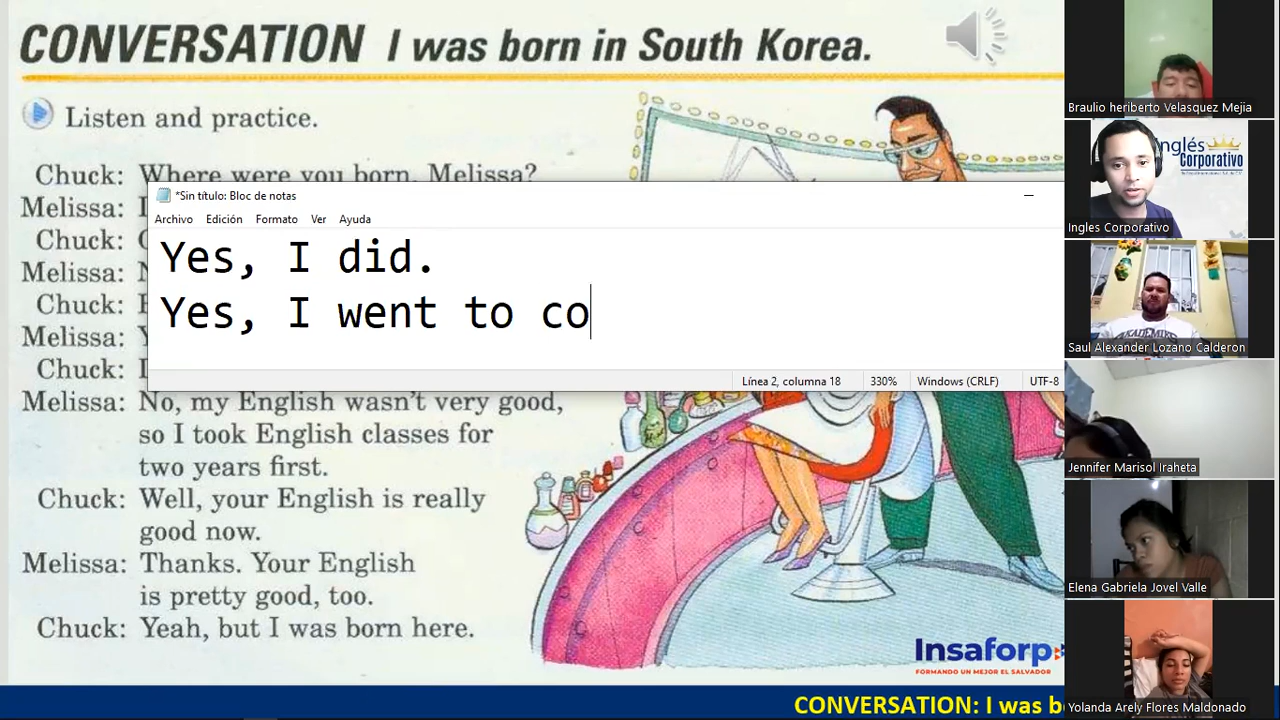 CONVERSATION I was born in South Korea.
Listen and practice.
Chuck: Where were you born, Melissa?
Melissa: I
Chuck:
Melissa:
Chuck:
Melissa: Y
Chuck:
*Sin título: Bloc de notas
Archivo Edición Formato Ver Ayuda
Yes, I did.
Yes, I went to co
Línea 2, columna 18 330% Windows (CRLF) UTF-8
Melissa: No, my English wasn't very good,
so I took English classes for
two years first.
Chuck: Well, your English is really
good now.
Melissa: Thanks. Your English
is pretty good, too.
Chuck: Yeah, but I was born here.
Insaforp
FORMANDO UN MEJOR EL SALVADOR
CONVERSATION: I was b
Braulio heriberto Velasquez Mejia
Inglés
Corporativo
Ingles Corporativo
Saul Alexander Lozano Calderon
Jennifer Marisol Iraheta
Elena Gabriela Jovel Valle
Yolanda Arely Flores Maldonado